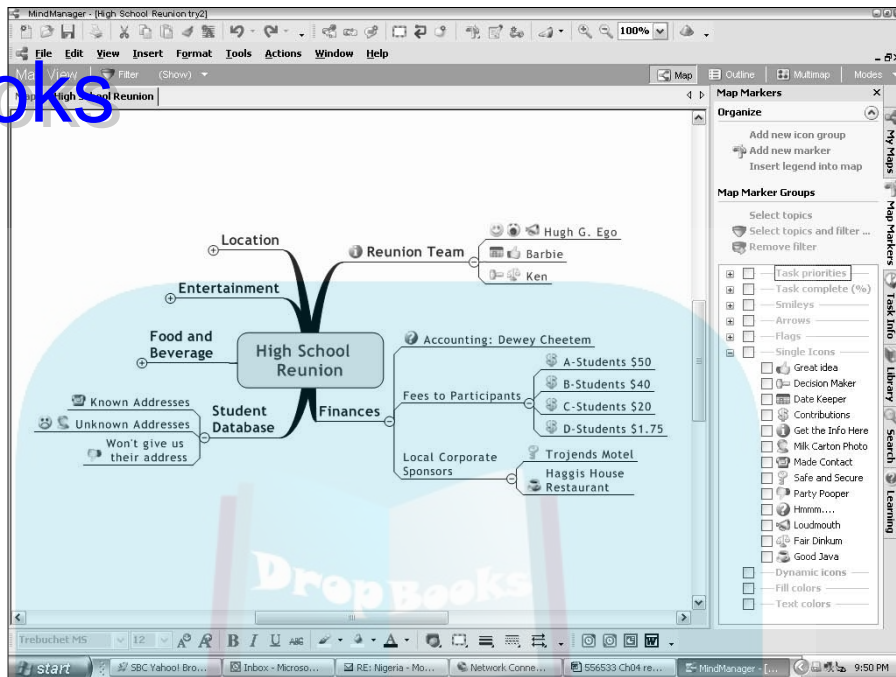 MindManager - [High School Reunion try2]
100%
File Edit View Insert Format Tools Actions Window Help
Map View Filter (Show) Map Outline Multimap Modes
oks
High School Reunion
Map Markers
Organize
Add new icon group
Add new marker
Insert legend into map
Map Marker Groups
Select topics
Select topics and filter ...
Remove filter
Task priorities
Task complete (%)
Smileys
Arrows
Flags
Single Icons
Great idea
Decision Maker
Date Keeper
Contributions
Get the Info Here
Milk Carton Photo
Made Contact
Safe and Secure
Party Pooper
Hmmm....
Loudmouth
Fair Dinkum
Good Java
Dynamic icons
Fill colors
Text colors
My Maps
Map Markers
Task Info
Library
Search
Learning
High School
Reunion
Location
Entertainment
Food and
Beverage
Student
Database
Known Addresses
Unknown Addresses
Won't give us
their address
Reunion Team
Hugh G. Ego
Barbie
Ken
Finances
Accounting: Dewey Cheetem
Fees to Participants
A-Students $50
B-Students $40
C-Students $20
D-Students $1.75
Local Corporate
Sponsors
Trojends Motel
Haggis House
Restaurant
DropBooks
Trebuchet MS 12 B I U ABC A
start SBC Yahoo! Bro... Inbox - Microso... RE: Nigeria - Mo... Network Conne... 556533 Ch04 re... MindManager - [... 9:50 PM